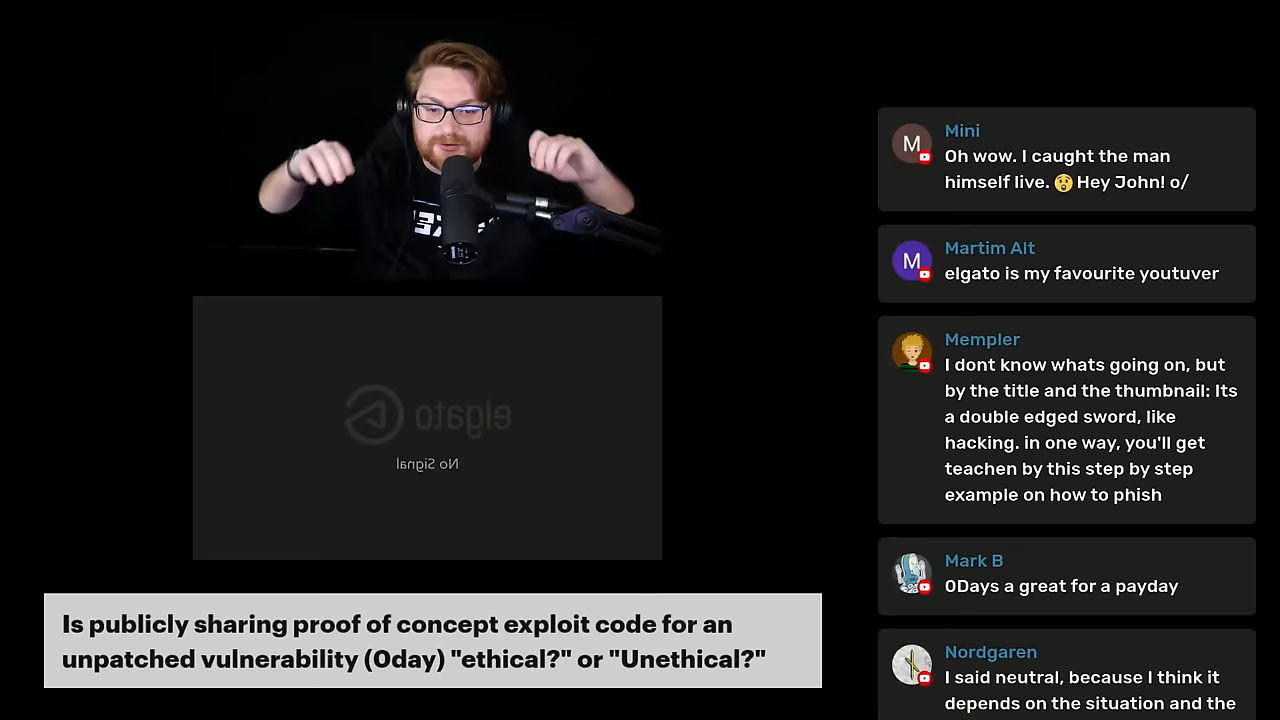 elgato
No Signal
Is publicly sharing proof of concept exploit code for an
unpatched vulnerability (0day) "ethical?" or "Unethical?"
M
Mini
Oh wow. I caught the man
himself live. 😲 Hey John! o/
M
Martim Alt
elgato is my favourite youtuver
Mempler
I dont know whats going on, but
by the title and the thumbnail: Its
a double edged sword, like
hacking. in one way, you'll get
teachen by this step by step
example on how to phish
Mark B
0Days a great for a payday
Nordgaren
I said neutral, because I think it
depends on the situation and the